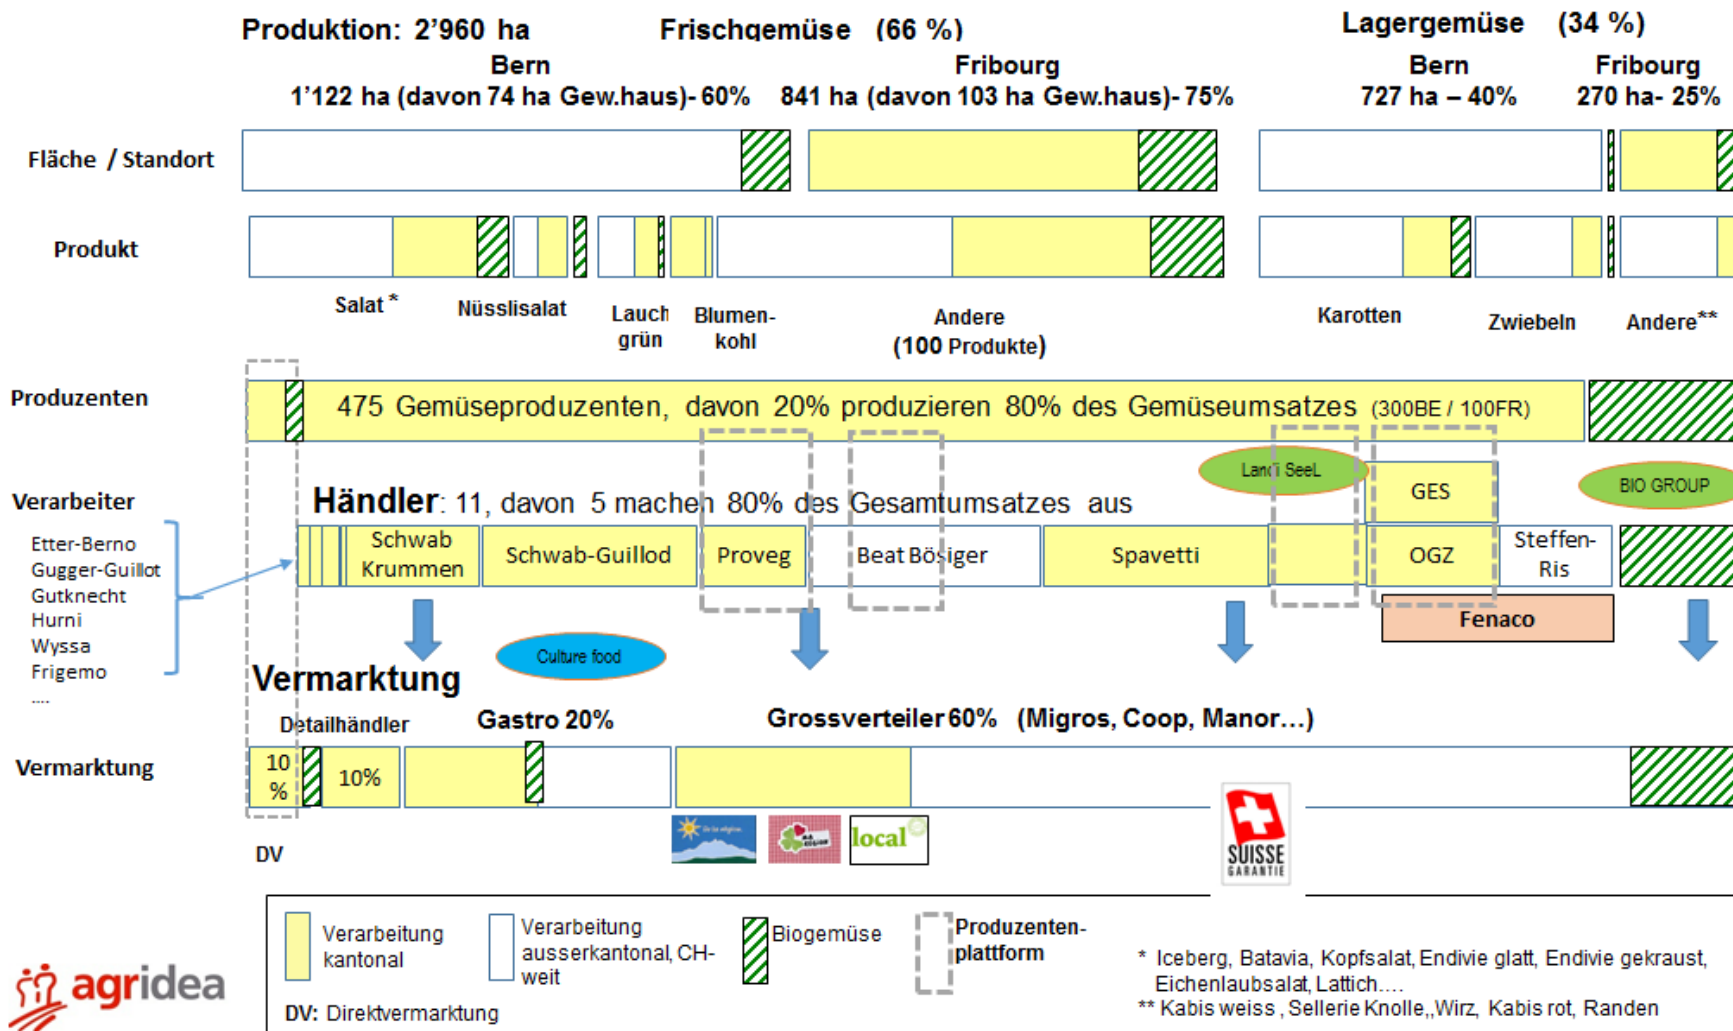 Produktion: 2’960 ha
Frischgemüse (66 %)
Lagergemüse (34 %)
Bern
1’122 ha (davon 74 ha Gew.haus)- 60%
Fribourg
841 ha (davon 103 ha Gew.haus)- 75%
Bern
727 ha – 40%
Fribourg
270 ha- 25%
Fläche / Standort
Produkt
Salat *
Nüsslisalat
Lauch
grün
Blumen-
kohl
Andere
(100 Produkte)
Karotten
Zwiebeln
Andere**
Produzenten
475 Gemüseproduzenten, davon 20% produzieren 80% des Gemüseumsatzes (300BE / 100FR)
Landi SeeL
GES
BIO GROUP
Verarbeiter
Etter-Berno
Gugger-Guillot
Gutknecht
Hurni
Wyssa
Frigemo
....
Händler: 11, davon 5 machen 80% des Gesamtumsatzes aus
Schwab
Krummen
Schwab-Guillod
Proveg
Beat Bösiger
Spavetti
OGZ
Steffen-
Ris
Fenaco
Culture food
Vermarktung
Detailhändler
Gastro 20%
Grossverteiler 60% (Migros, Coop, Manor…)
Vermarktung
10
%
10%
DV
local
SUISSE
GARANTIE
Verarbeitung
kantonal
Verarbeitung
ausserkantonal, CH-
weit
Biogemüse
Produzenten-
plattform
DV: Direktvermarktung
* Iceberg, Batavia, Kopfsalat, Endivie glatt, Endivie gekraust,
Eichenlaubsalat, Lattich....
** Kabis weiss , Sellerie Knolle,,Wirz, Kabis rot, Randen
agridea